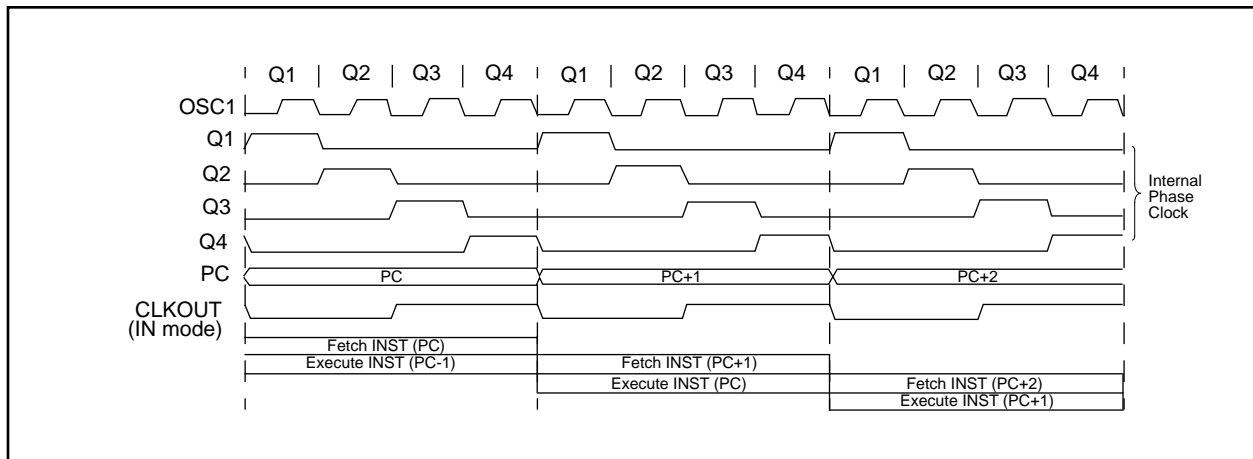 Q1 Q2 Q3 Q4 Q1 Q2 Q3 Q4 Q1 Q2 Q3 Q4
OSC1
Q1
Q2
Q3
Q4
Internal
Phase
Clock
PC PC PC+1 PC+2
CLKOUT
(IN mode)
Fetch INST (PC)
Execute INST (PC-1) Fetch INST (PC+1)
Execute INST (PC) Fetch INST (PC+2)
Execute INST (PC+1)